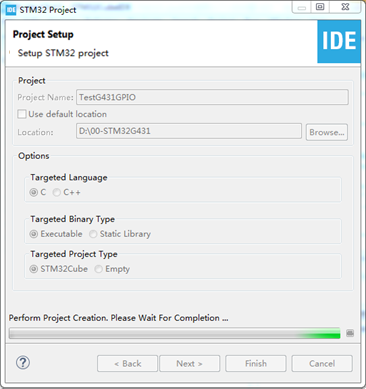 IDE STM32 Project
Project Setup
Setup STM32 project
IDE
Project
Project Name: TestG431GPIO
Use default location
Location: D:\00-STM32G431 Browse...
Options
Targeted Language
C C++
Targeted Binary Type
Executable Static Library
Targeted Project Type
STM32Cube Empty
Perform Project Creation. Please Wait For Completion ...
? < Back Next > Finish Cancel